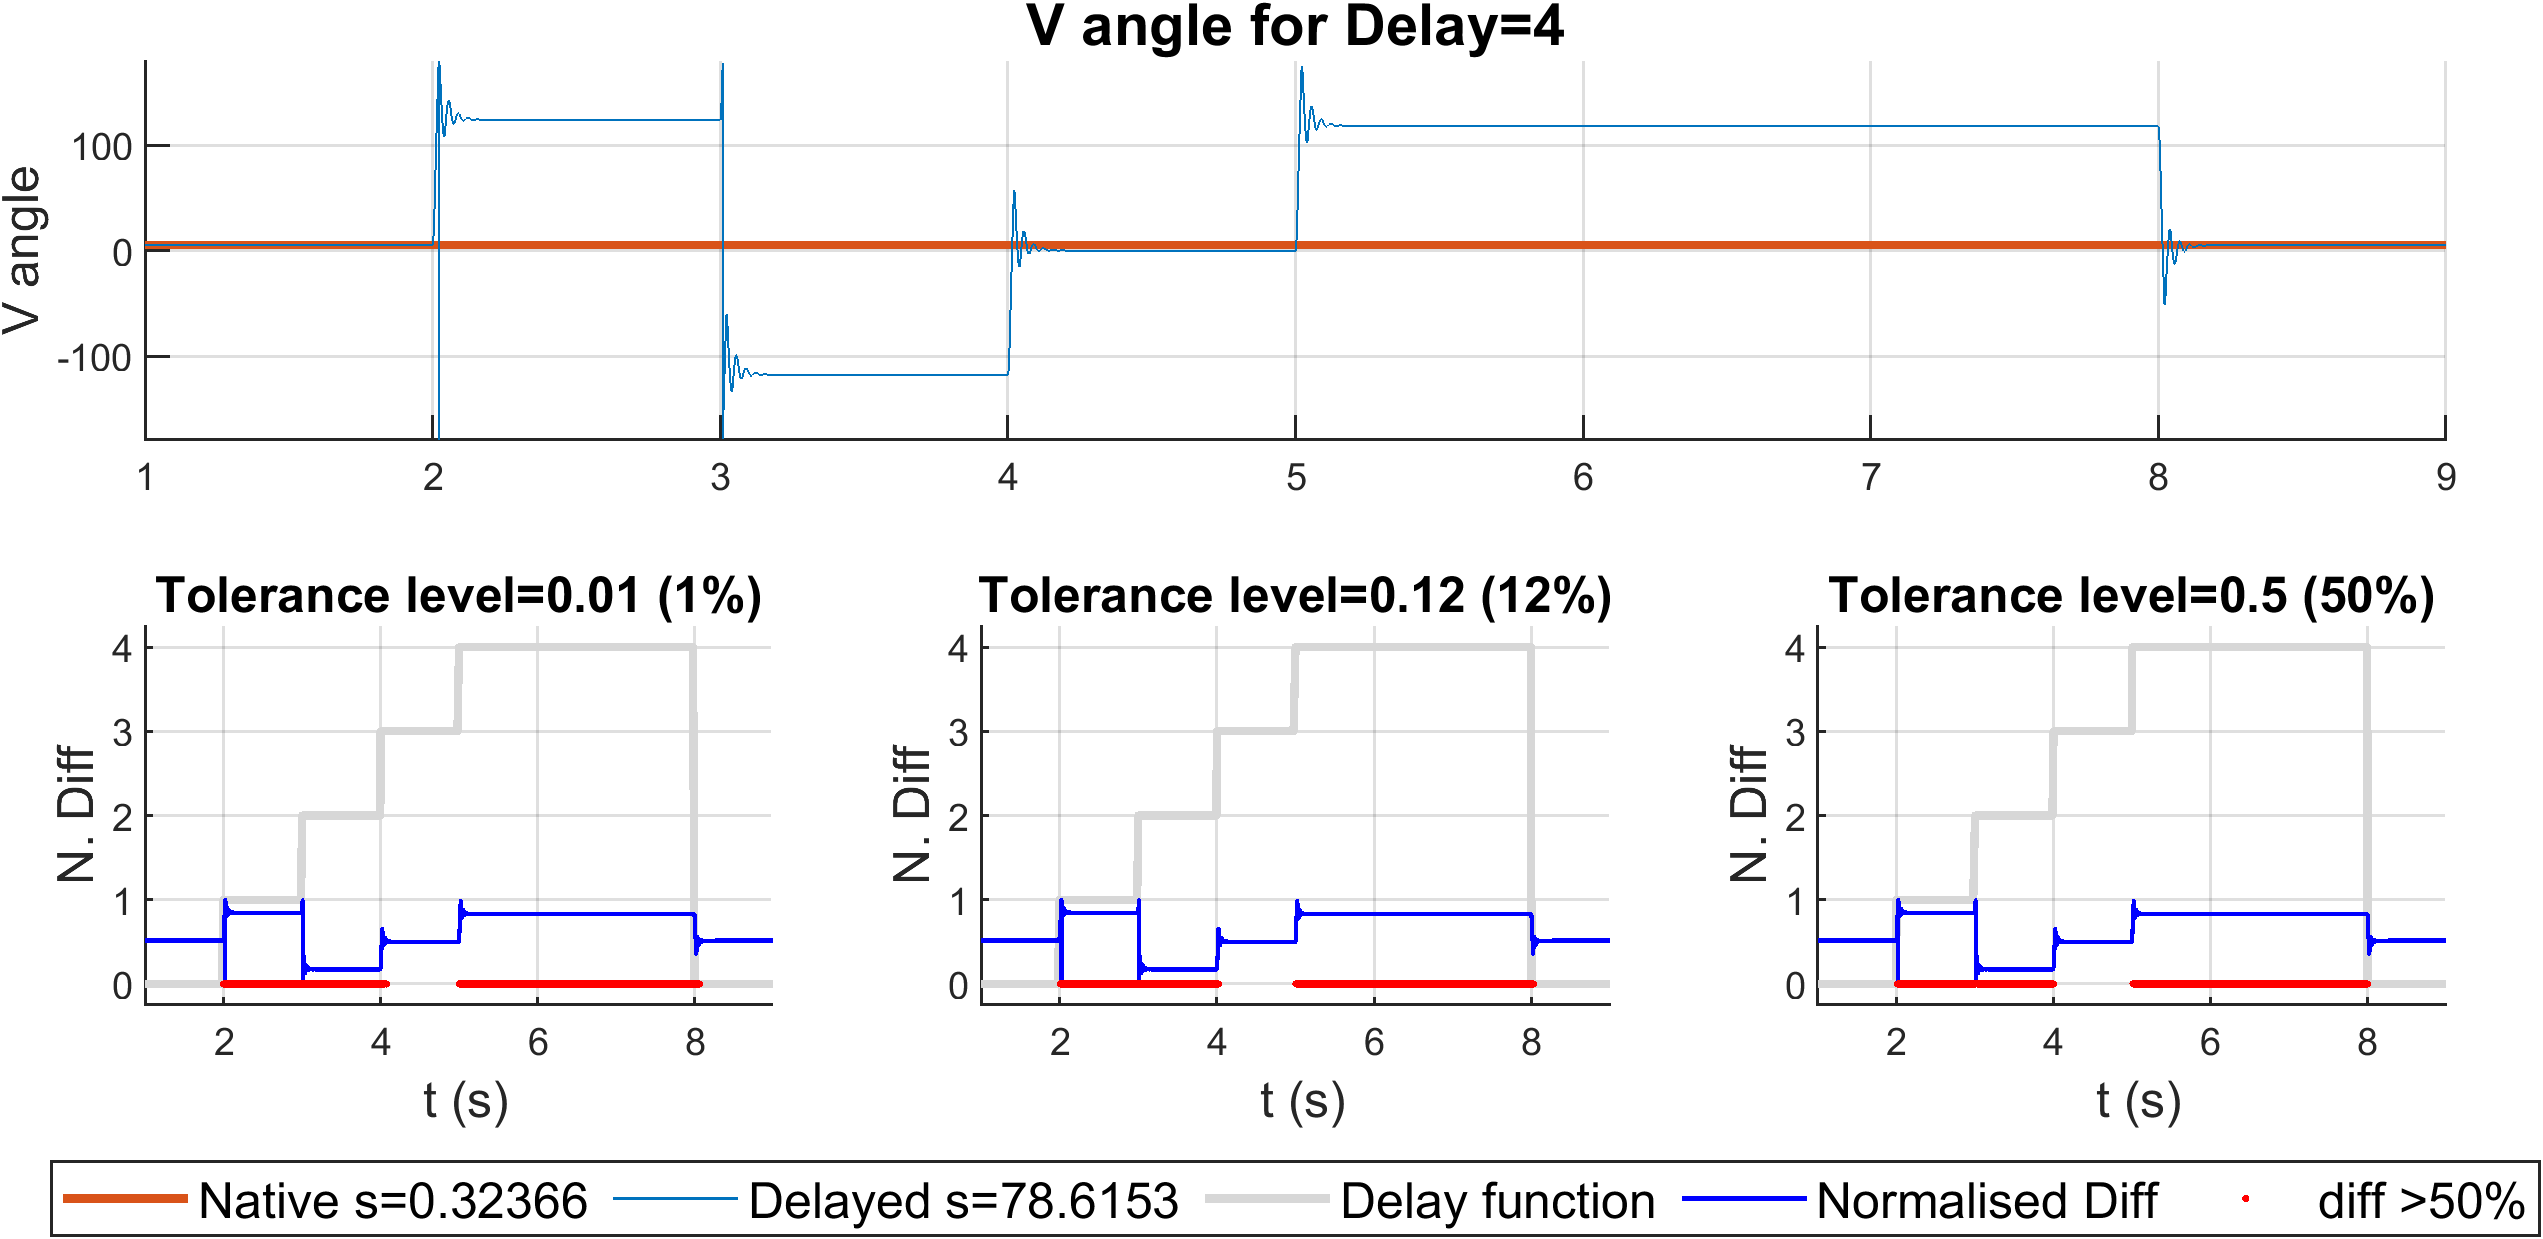 V angle for Delay=4
V angle
100
0
-100
1 2 3 4 5 6 7 8 9
Tolerance level=0.01 (1%)
N. Diff
4
3
2
1
0
2 4 6 8
t (s)
Tolerance level=0.12 (12%)
N. Diff
4
3
2
1
0
2 4 6 8
t (s)
Tolerance level=0.5 (50%)
N. Diff
4
3
2
1
0
2 4 6 8
t (s)
Native s=0.32366 Delayed s=78.6153 Delay function Normalised Diff diff >50%